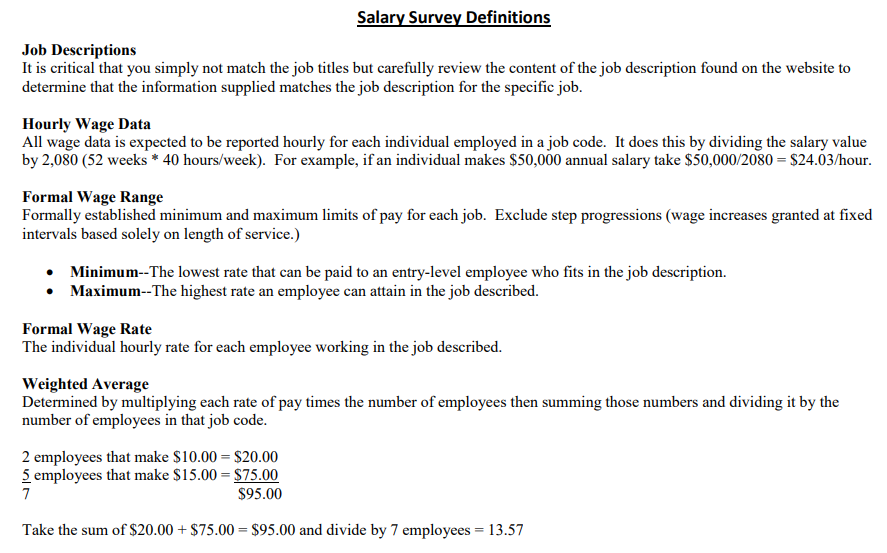 Salary Survey Definitions
Job Descriptions
It is critical that you simply not match the job titles but carefully review the content of the job description found on the website to
determine that the information supplied matches the job description for the specific job.
Hourly Wage Data
All wage data is expected to be reported hourly for each individual employed in a job code.  It does this by dividing the salary value
by 2,080 (52 weeks * 40 hours/week).  For example, if an individual makes $50,000 annual salary take $50,000/2080 = $24.03/hour.
Formal Wage Range
Formally established minimum and maximum limits of pay for each job.  Exclude step progressions (wage increases granted at fixed
intervals based solely on length of service.)
• Minimum--The lowest rate that can be paid to an entry-level employee who fits in the job description.
• Maximum--The highest rate an employee can attain in the job described.
Formal Wage Rate
The individual hourly rate for each employee working in the job described.
Weighted Average
Determined by multiplying each rate of pay times the number of employees then summing those numbers and dividing it by the
number of employees in that job code.
2 employees that make $10.00 = $20.00
5 employees that make $15.00 = $75.00
7 $95.00
Take the sum of $20.00 + $75.00 = $95.00 and divide by 7 employees = 13.57